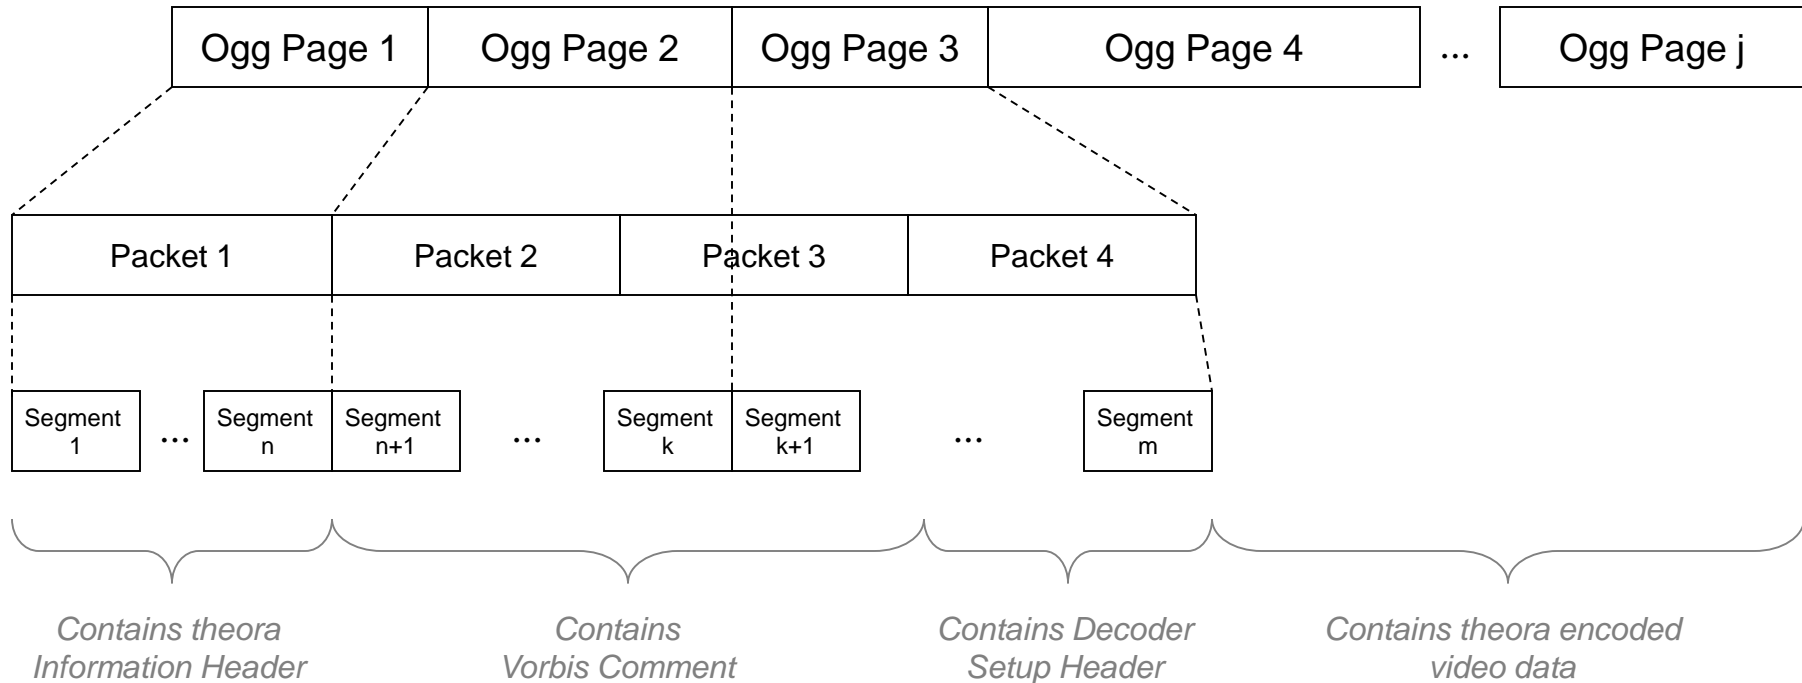 Ogg Page 1 Ogg Page 2 Ogg Page 3 Ogg Page 4 ... Ogg Page j
Packet 1 Packet 2 Packet 3 Packet 4
Segment 1 ... Segment n Segment n+1 ... Segment k Segment k+1 ... Segment m
Contains theora
Information Header
Contains
Vorbis Comment
Contains Decoder
Setup Header
Contains theora encoded
video data